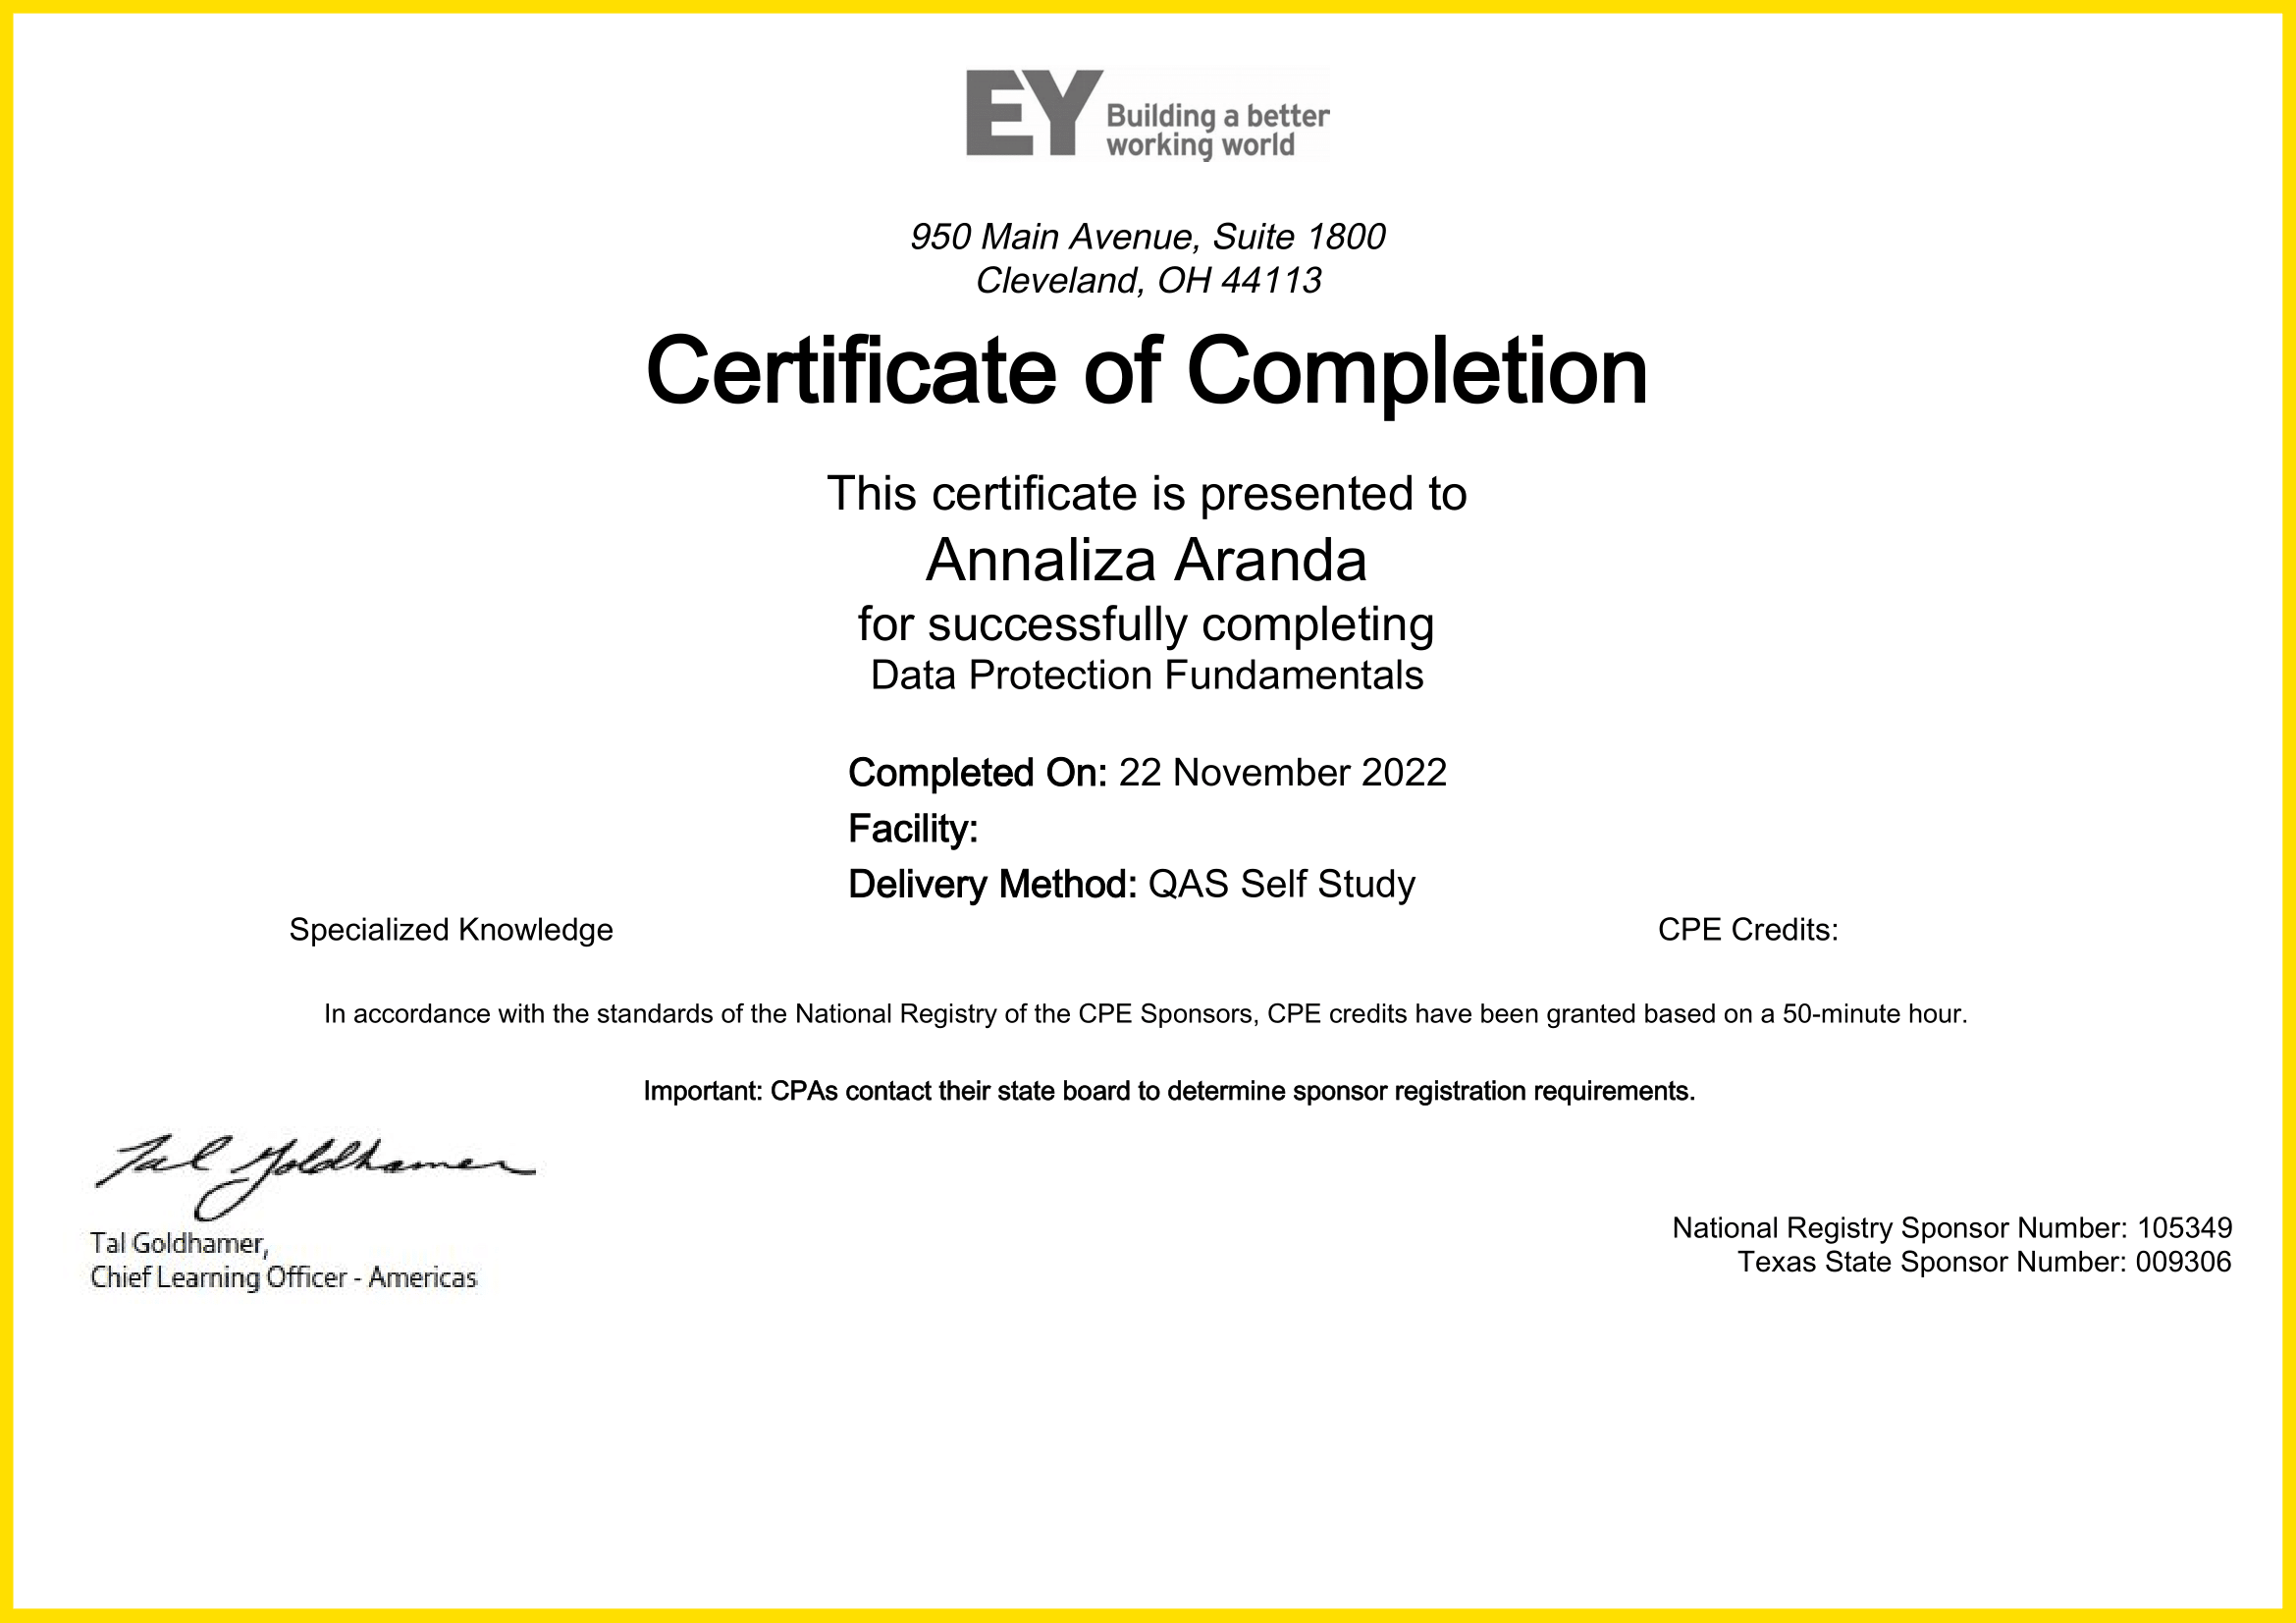 EY Building a better
working world
950 Main Avenue, Suite 1800
Cleveland, OH 44113
Certificate of Completion
This certificate is presented to
Annaliza Aranda
for successfully completing
Data Protection Fundamentals
Completed On: 22 November 2022
Facility:
Delivery Method: QAS Self Study
Specialized Knowledge CPE Credits:
In accordance with the standards of the National Registry of the CPE Sponsors, CPE credits have been granted based on a 50-minute hour.
Important: CPAs contact their state board to determine sponsor registration requirements.
Tal Goldhamer
Tal Goldhamer,
Chief Learning Officer - Americas
National Registry Sponsor Number: 105349
Texas State Sponsor Number: 009306